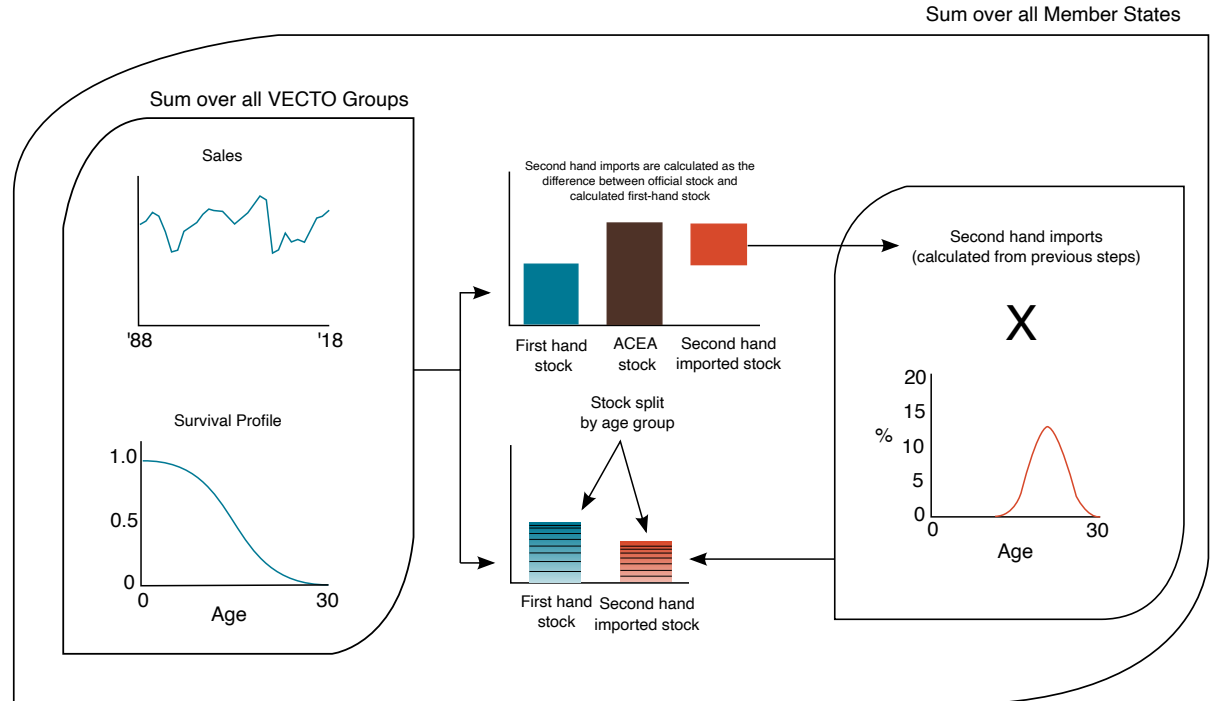 Sum over all Member States
Sum over all VECTO Groups
Sales
'88
'18
Survival Profile
1.0
0.5
0
0
30
Age
Second hand imports are calculated as the
difference between official stock and
calculated first-hand stock
First hand
stock
ACEA
stock
Second hand
imported stock
Stock split
by age group
First hand
stock
Second hand
imported stock
Second hand imports
(calculated from previous steps)
X
20
15
%
10
5
0
0
30
Age